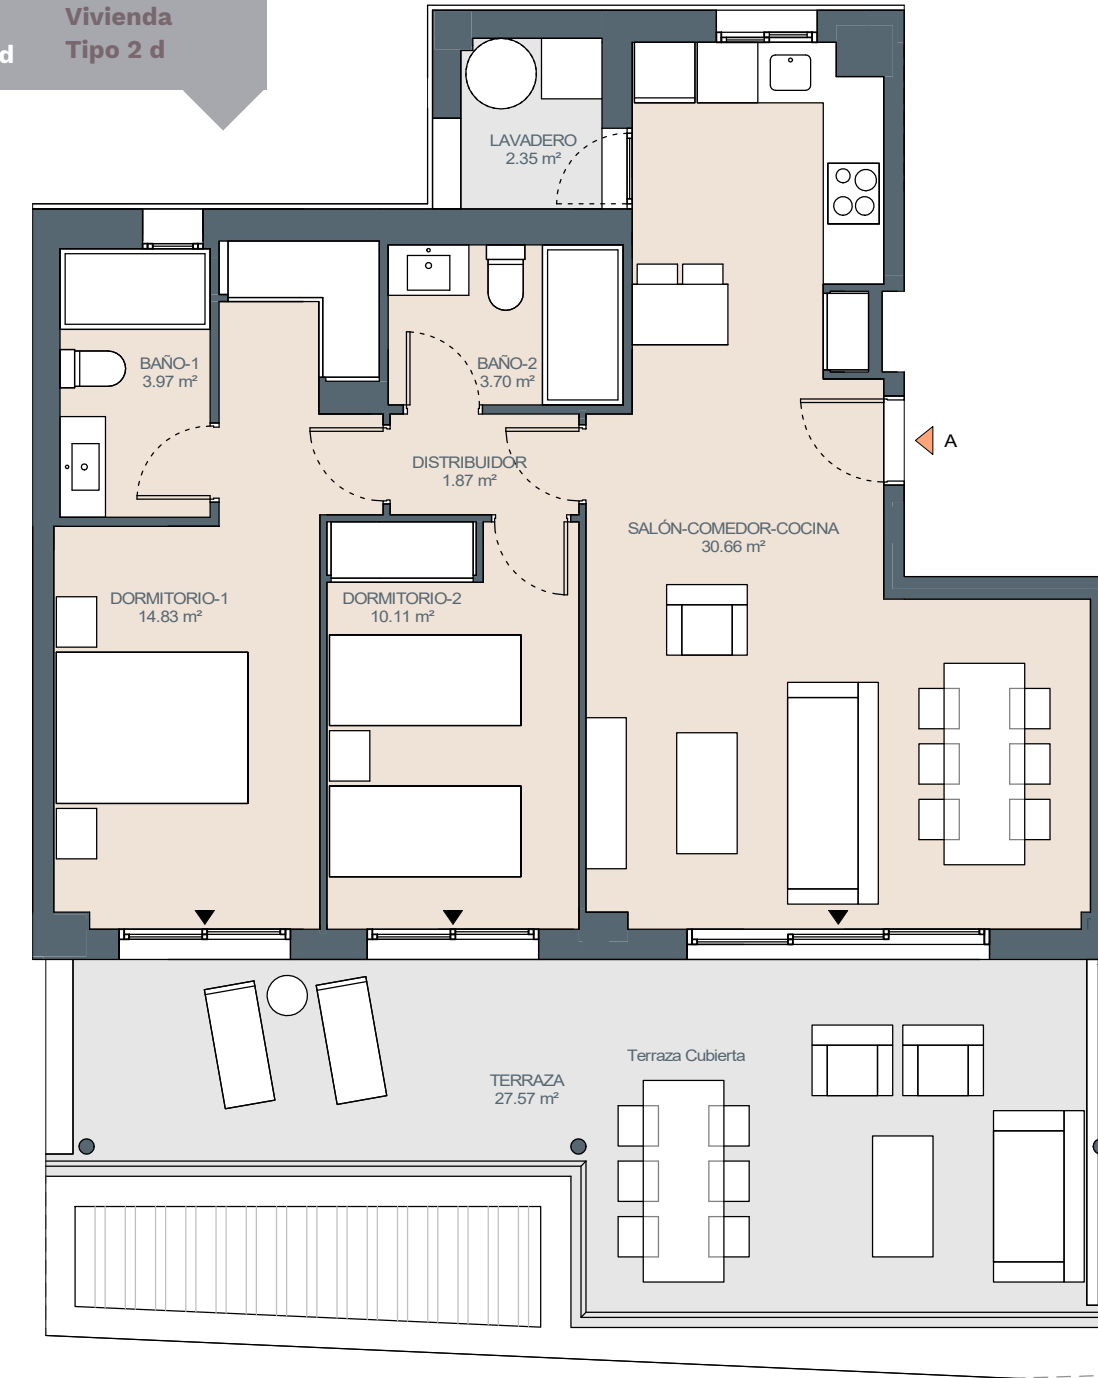 Vivienda
d
Tipo 2 d
LAVADERO
2.35 m²
BAÑO-1
3.97 m²
BAÑO-2
3.70 m²
A
DISTRIBUIDOR
1.87 m²
SALÓN-COMEDOR-COCINA
30.66 m²
DORMITORIO-1
14.83 m²
DORMITORIO-2
10.11 m²
Terraza Cubierta
TERRAZA
27.57 m²